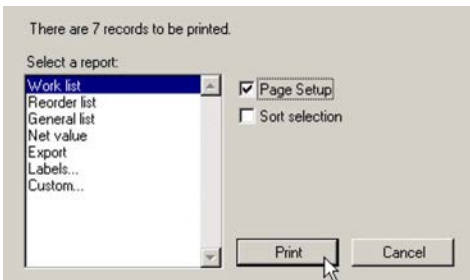 There are 7 records to be printed.
Select a report:
Work list
Reorder list
General list
Net value
Export
Labels...
Custom...
Page Setup
Sort selection
Print
Cancel